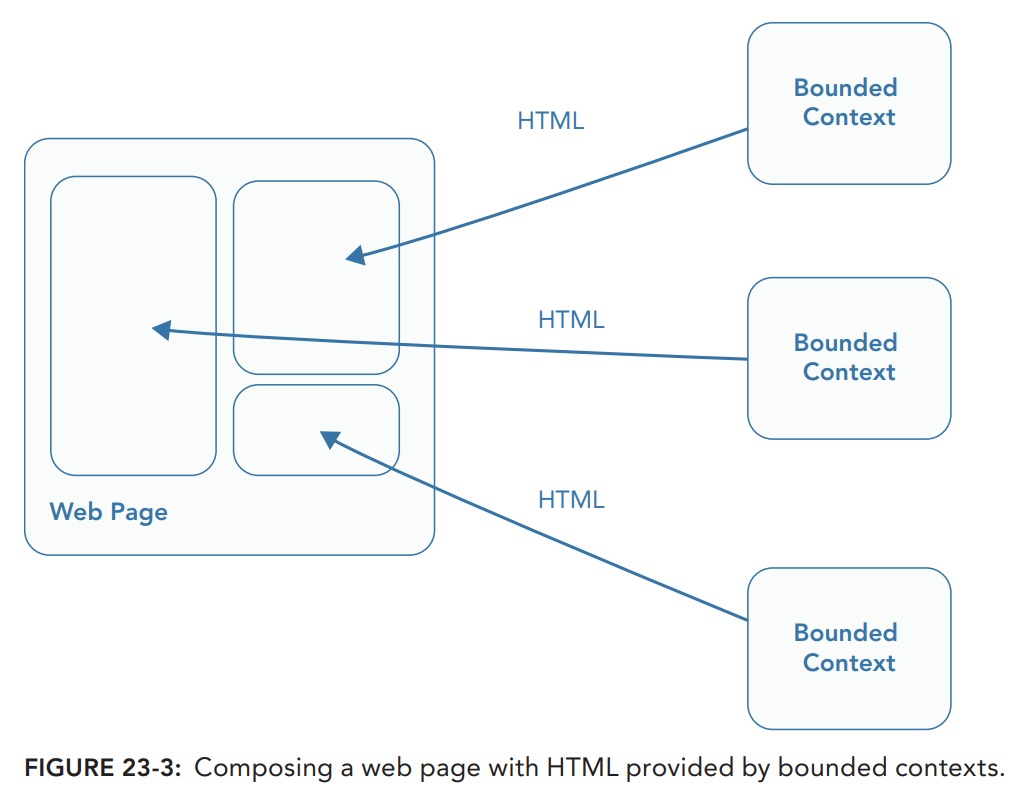 Bounded
Context
HTML
HTML
Bounded
Context
HTML
Web Page
Bounded
Context
FIGURE 23-3: Composing a web page with HTML provided by bounded contexts.